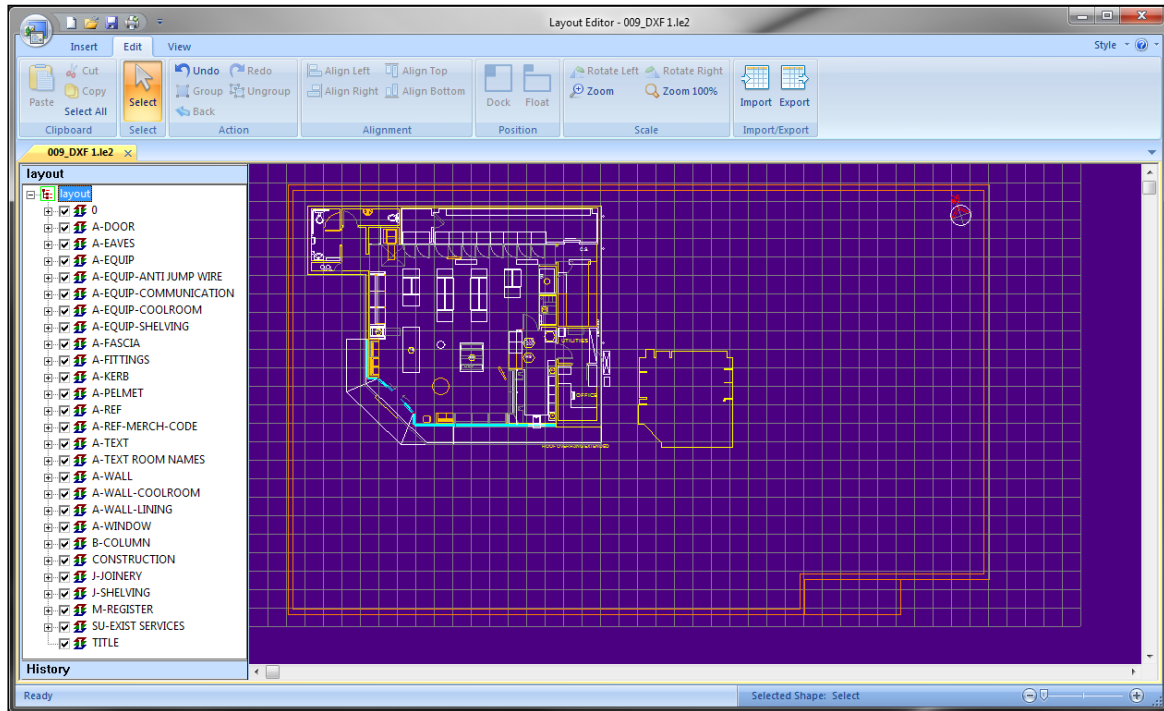 Layout Editor - 009_DXF 1.le2
Insert Edit View Style
Paste
Cut
Copy
Select All
Clipboard
Select
Select
Undo Redo
Group Ungroup
Back
Action
Align Left Align Top
Align Right Align Bottom
Alignment
Dock Float
Position
Rotate Left Rotate Right
Zoom Zoom 100%
Scale
Import Export
Import/Export
009_DXF 1.le2
layout
layout
0
A-DOOR
A-EAVES
A-EQUIP
A-EQUIP-ANTI JUMP WIRE
A-EQUIP-COMMUNICATION
A-EQUIP-COOLROOM
A-EQUIP-SHELVING
A-FASCIA
A-FITTINGS
A-KERB
A-PELMET
A-REF
A-REF-MERCH-CODE
A-TEXT
A-TEXT ROOM NAMES
A-WALL
A-WALL-COOLROOM
A-WALL-LINING
A-WINDOW
B-COLUMN
CONSTRUCTION
J-JOINERY
J-SHELVING
M-REGISTER
SU-EXIST SERVICES
TITLE
UTILITIES
OFFICE
History
Ready
Selected Shape: Select